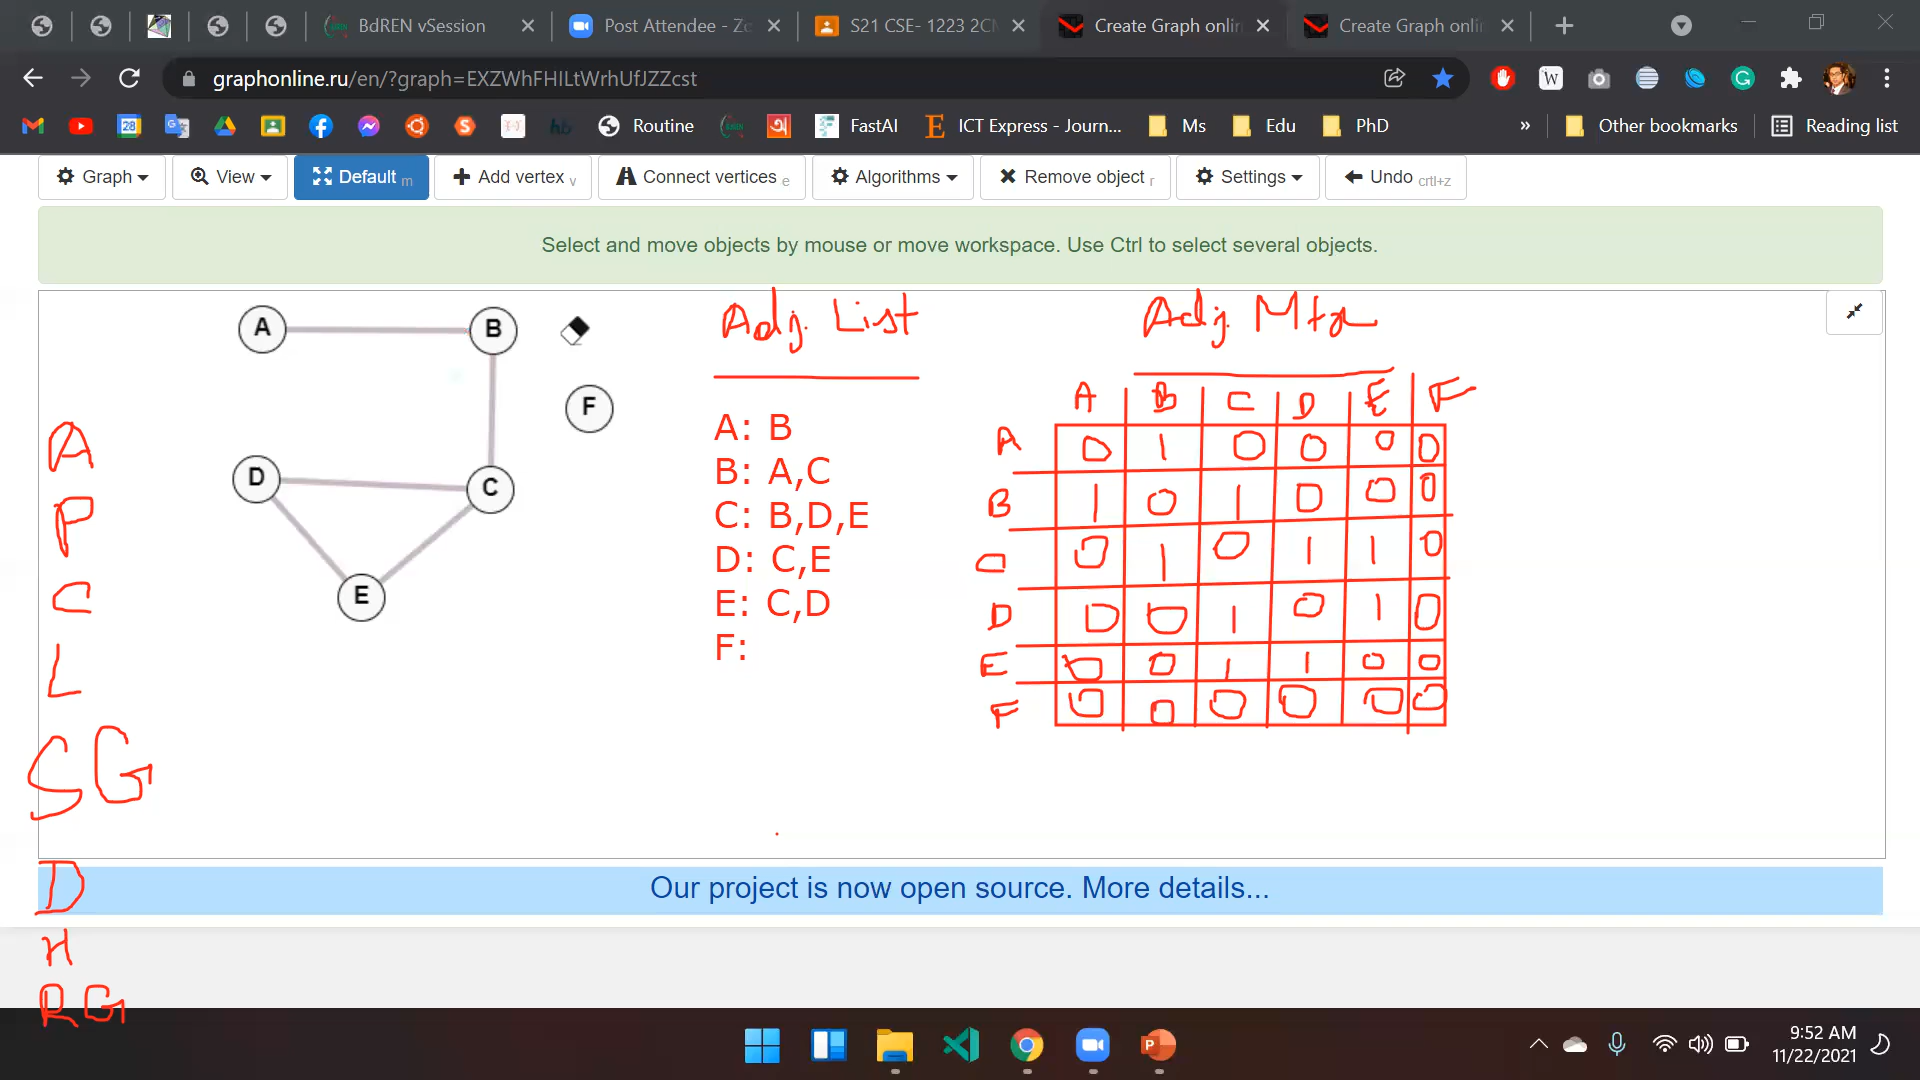 BdREN vSession
Post Attendee - Zo
S21 CSE- 1223 2CM
Create Graph onlin
Create Graph onlin
graphonline.ru/en/?graph=EXZWhFHILtWrhUfJZZcst
28 Routine FastAI ICT Express - Journ... Ms Edu PhD » Other bookmarks Reading list
Graph View Default m Add vertex v Connect vertices e Algorithms Remove object r Settings Undo crtl+z
Select and move objects by mouse or move workspace. Use Ctrl to select several objects.
A B
F
D C
E
A
P
C
L
SG
D
H
RG
Adj. List
A: B
B: A,C
C: B,D,E
D: C,E
E: C,D
F:
Adj. Mtx
A B C D E F
A 0 1 0 0 0 0
B 1 0 1 0 0 0
C 0 1 0 1 1 0
D 0 0 1 0 1 0
E 0 0 1 1 0 0
F 0 0 0 0 0 0
Our project is now open source. More details...
9:52 AM
11/22/2021